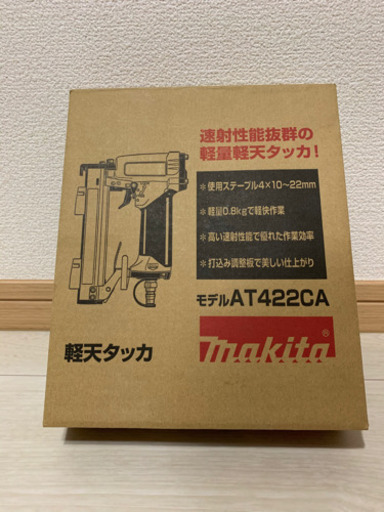 速射性能抜群の
軽量軽天タッカ!
*使用ステープル4×10〜22mm
*軽量0.8kgで軽快作業
*高い速射性能で優れた作業効率
*打込み調整板で美しい仕上がり
モデルAT422CA
軽天タッカ
makita